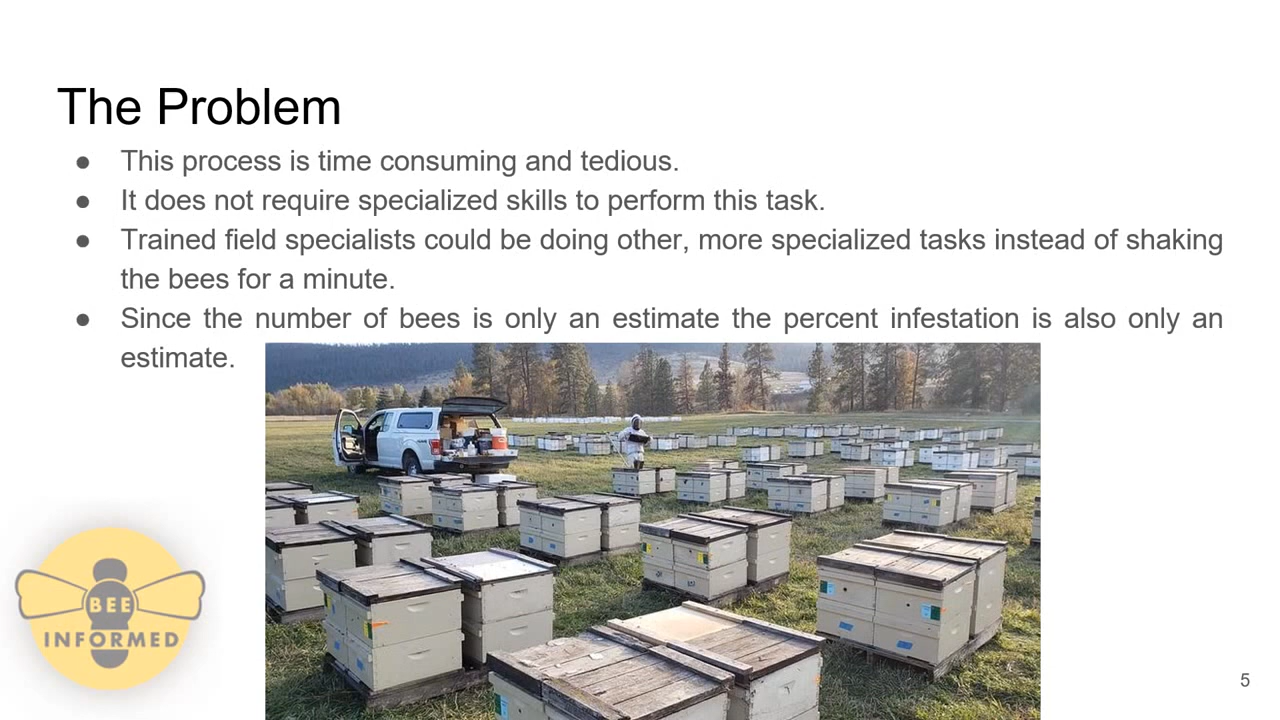 The Problem
● This process is time consuming and tedious.
● It does not require specialized skills to perform this task.
● Trained field specialists could be doing other, more specialized tasks instead of shaking
the bees for a minute.
● Since the number of bees is only an estimate the percent infestation is also only an
estimate.
BEE
INFORMED
5